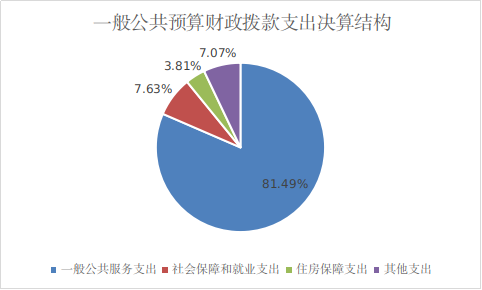 一般公共预算财政拨款支出决算结构
7.07%
3.81%
7.63%
81.49%
一般公共服务支出 社会保障和就业支出 住房保障支出 其他支出